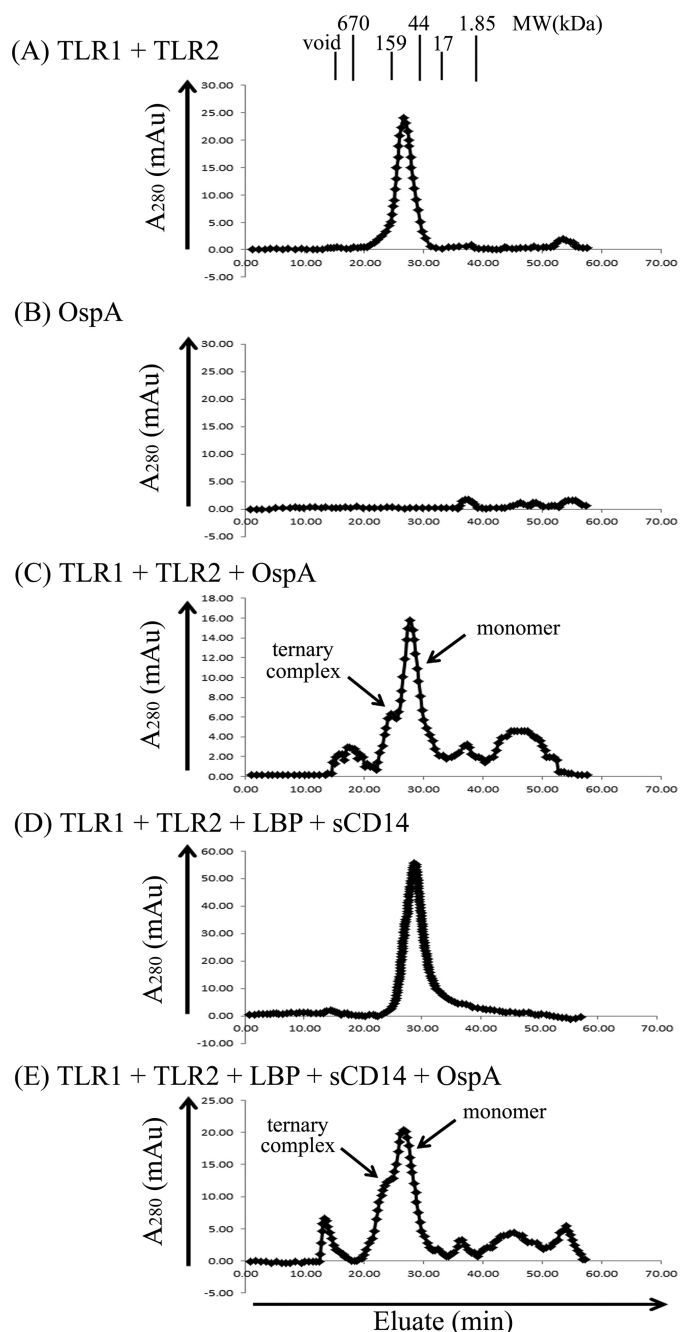 670 44 1.85 MW(kDa)
void 159 17
(A) TLR1 + TLR2
A280 (mAu)
30.00
25.00
20.00
15.00
10.00
5.00
0.00
-5.00
0.00 10.00 20.00 30.00 40.00 50.00 60.00 70.00
(B) OspA
A280 (mAu)
30.00
25.00
20.00
15.00
10.00
5.00
0.00
-5.00
0.00 10.00 20.00 30.00 40.00 50.00 60.00 70.00
(C) TLR1 + TLR2 + OspA
A280 (mAu)
18.00
16.00
14.00
12.00
10.00
8.00
6.00
4.00
2.00
0.00
ternary
complex
monomer
0.00 10.00 20.00 30.00 40.00 50.00 60.00 70.00
(D) TLR1 + TLR2 + LBP + sCD14
A280 (mAu)
60.00
50.00
40.00
30.00
20.00
10.00
0.00
-10.00
0.00 10.00 20.00 30.00 40.00 50.00 60.00 70.00
(E) TLR1 + TLR2 + LBP + sCD14 + OspA
A280 (mAu)
25.00
20.00
15.00
10.00
5.00
0.00
-5.00
ternary
complex
monomer
0.00 10.00 20.00 30.00 40.00 50.00 60.00 70.00
Eluate (min)